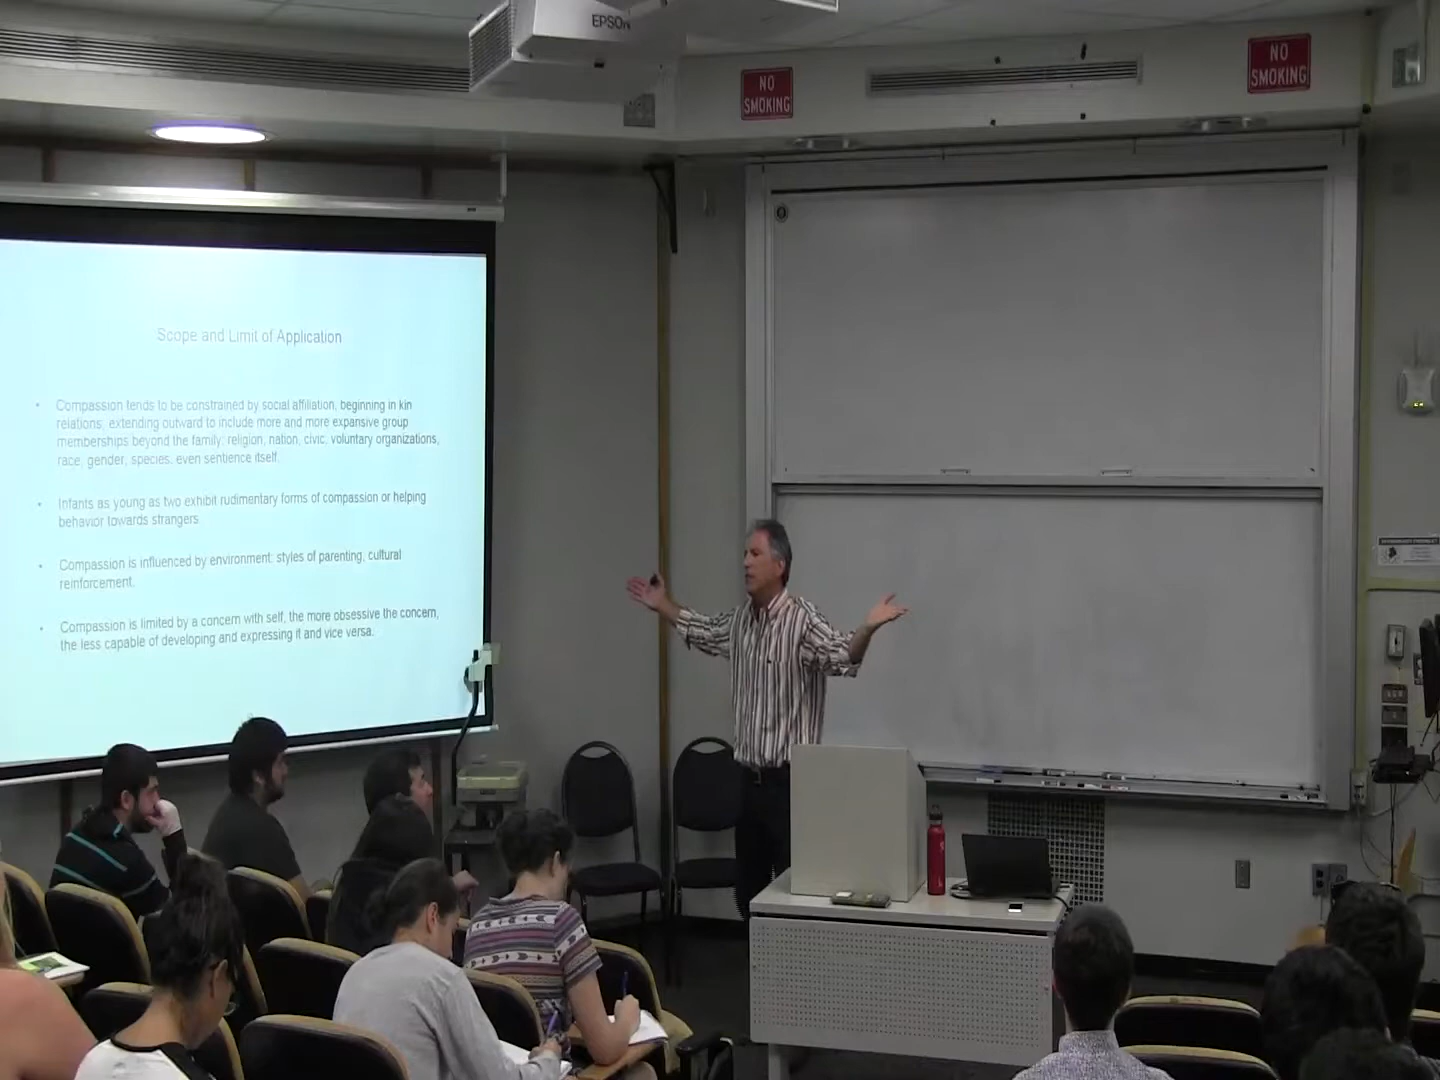 EPSON
NO
SMOKING
NO
SMOKING
Scope and Limit of Application
• Compassion tends to be constrained by social affiliation, beginning in kin
relations, extending outward to include more and more expansive group
memberships beyond the family: religion, nation, civic, voluntary organizations,
race, gender, species, even sentience itself.
• Infants as young as two exhibit rudimentary forms of compassion or helping
behavior towards strangers.
• Compassion is influenced by environment: styles of parenting, cultural
reinforcement.
• Compassion is limited by a concern with self, the more obsessive the concern,
the less capable of developing and expressing it and vice versa.